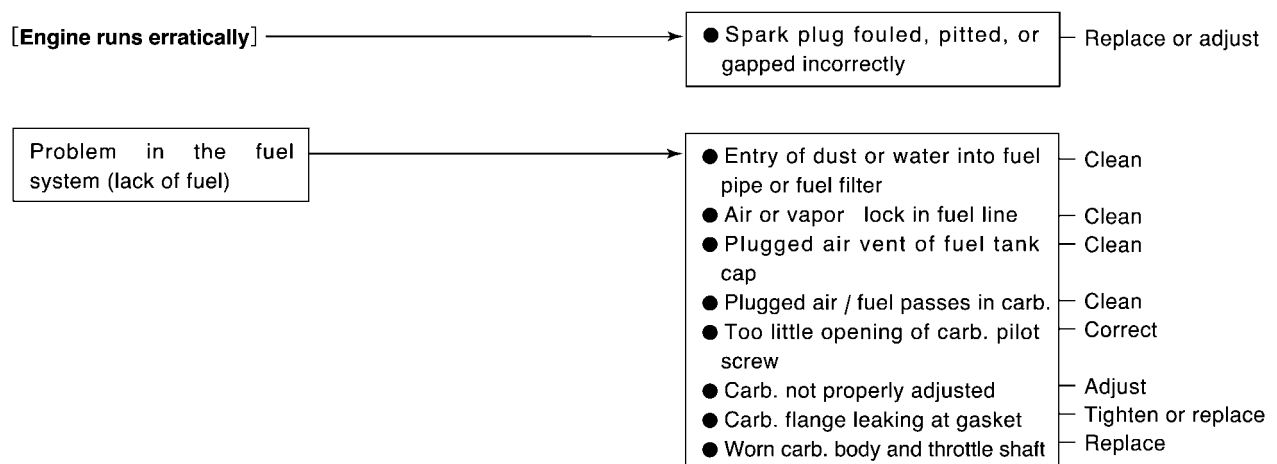 [Engine runs erratically]
● Spark plug fouled, pitted, or
gapped incorrectly
Replace or adjust
Problem in the fuel
system (lack of fuel)
● Entry of dust or water into fuel
pipe or fuel filter
Clean
● Air or vapor lock in fuel line
Clean
● Plugged air vent of fuel tank
cap
Clean
● Plugged air / fuel passes in carb.
Clean
● Too little opening of carb. pilot
screw
Correct
● Carb. not properly adjusted
Adjust
● Carb. flange leaking at gasket
Tighten or replace
● Worn carb. body and throttle shaft
Replace